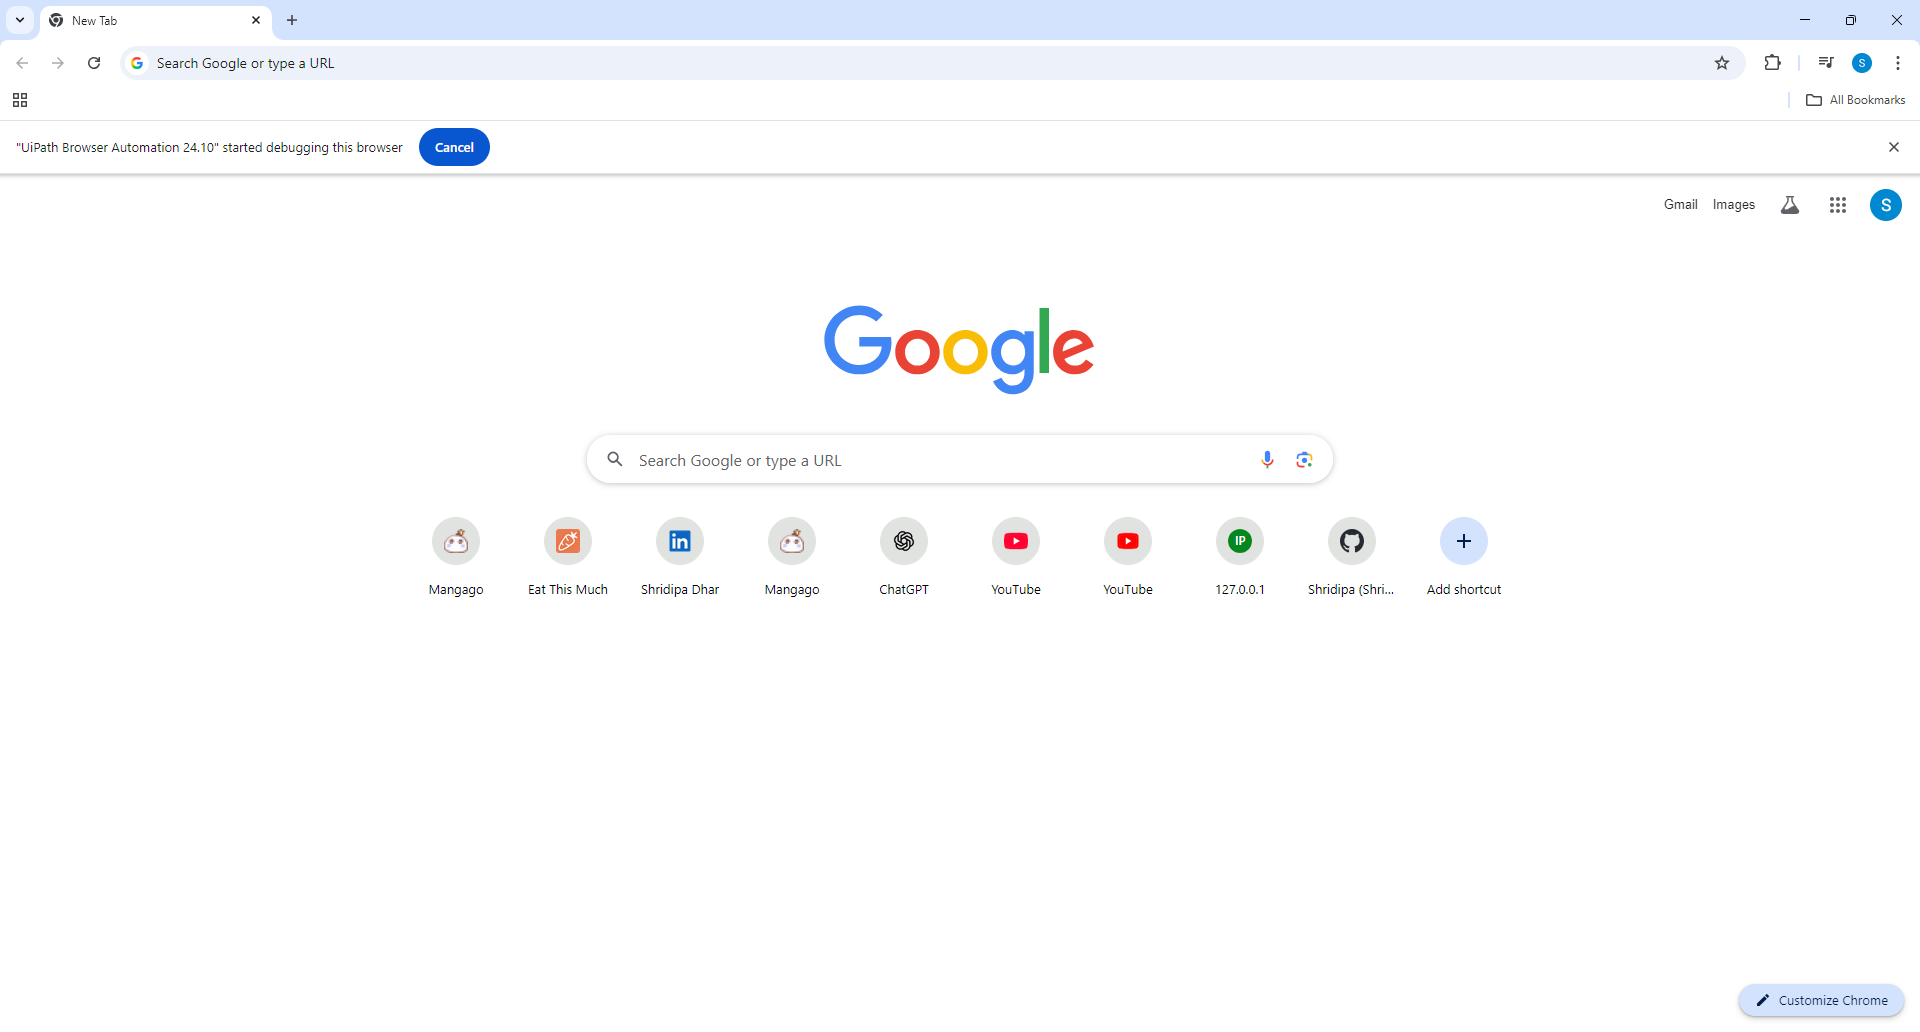 New Tab
Search Google or type a URL
All Bookmarks
"UiPath Browser Automation 24.10" started debugging this browser
Cancel
S
Gmail
Images
S
Google
Search Google or type a URL
in
IP
Mangago
Eat This Much
Shridipa Dhar
Mangago
ChatGPT
YouTube
YouTube
127.0.0.1
Shridipa (Shri...
Add shortcut
Customize Chrome